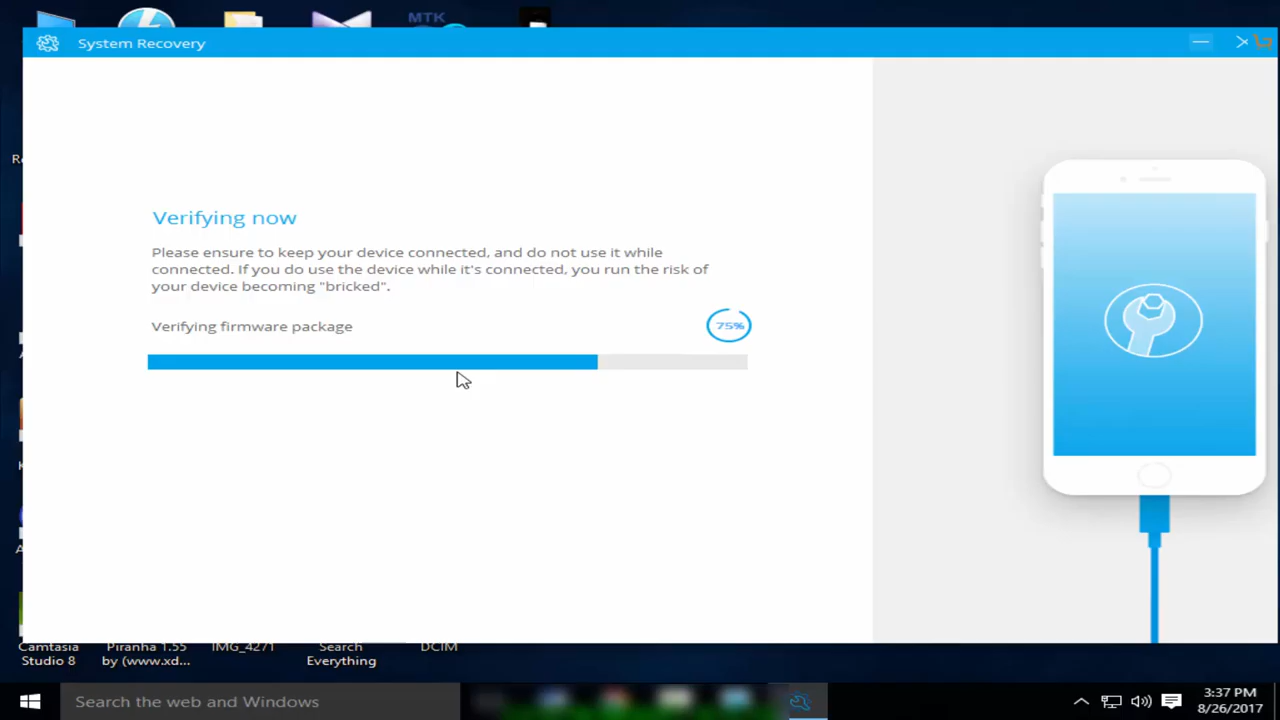 MTK
System Recovery
Verifying now
Please ensure to keep your device connected, and do not use it while
connected. If you do use the device while it's connected, you run the risk of
your device becoming "bricked".
Verifying firmware package
75%
Camtasia
Studio 8
Piranha 1.55
by (www.xd...
IMG_4271
Search
Everything
DCIM
Search the web and Windows
3:37 PM
8/26/2017